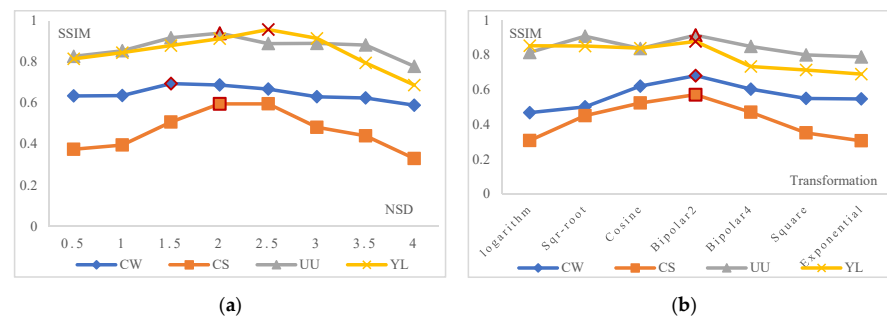 SSIM
1
0.8
0.6
0.4
0.2
0
NSD
0.5 1 1.5 2 2.5 3 3.5 4
CW CS UU YL
(a)
SSIM
1
0.8
0.6
0.4
0.2
0
Transformation
logarithm Sqr-root Cosine Bipolar2 Bipolar4 Square Exponential
CW CS UU YL
(b)